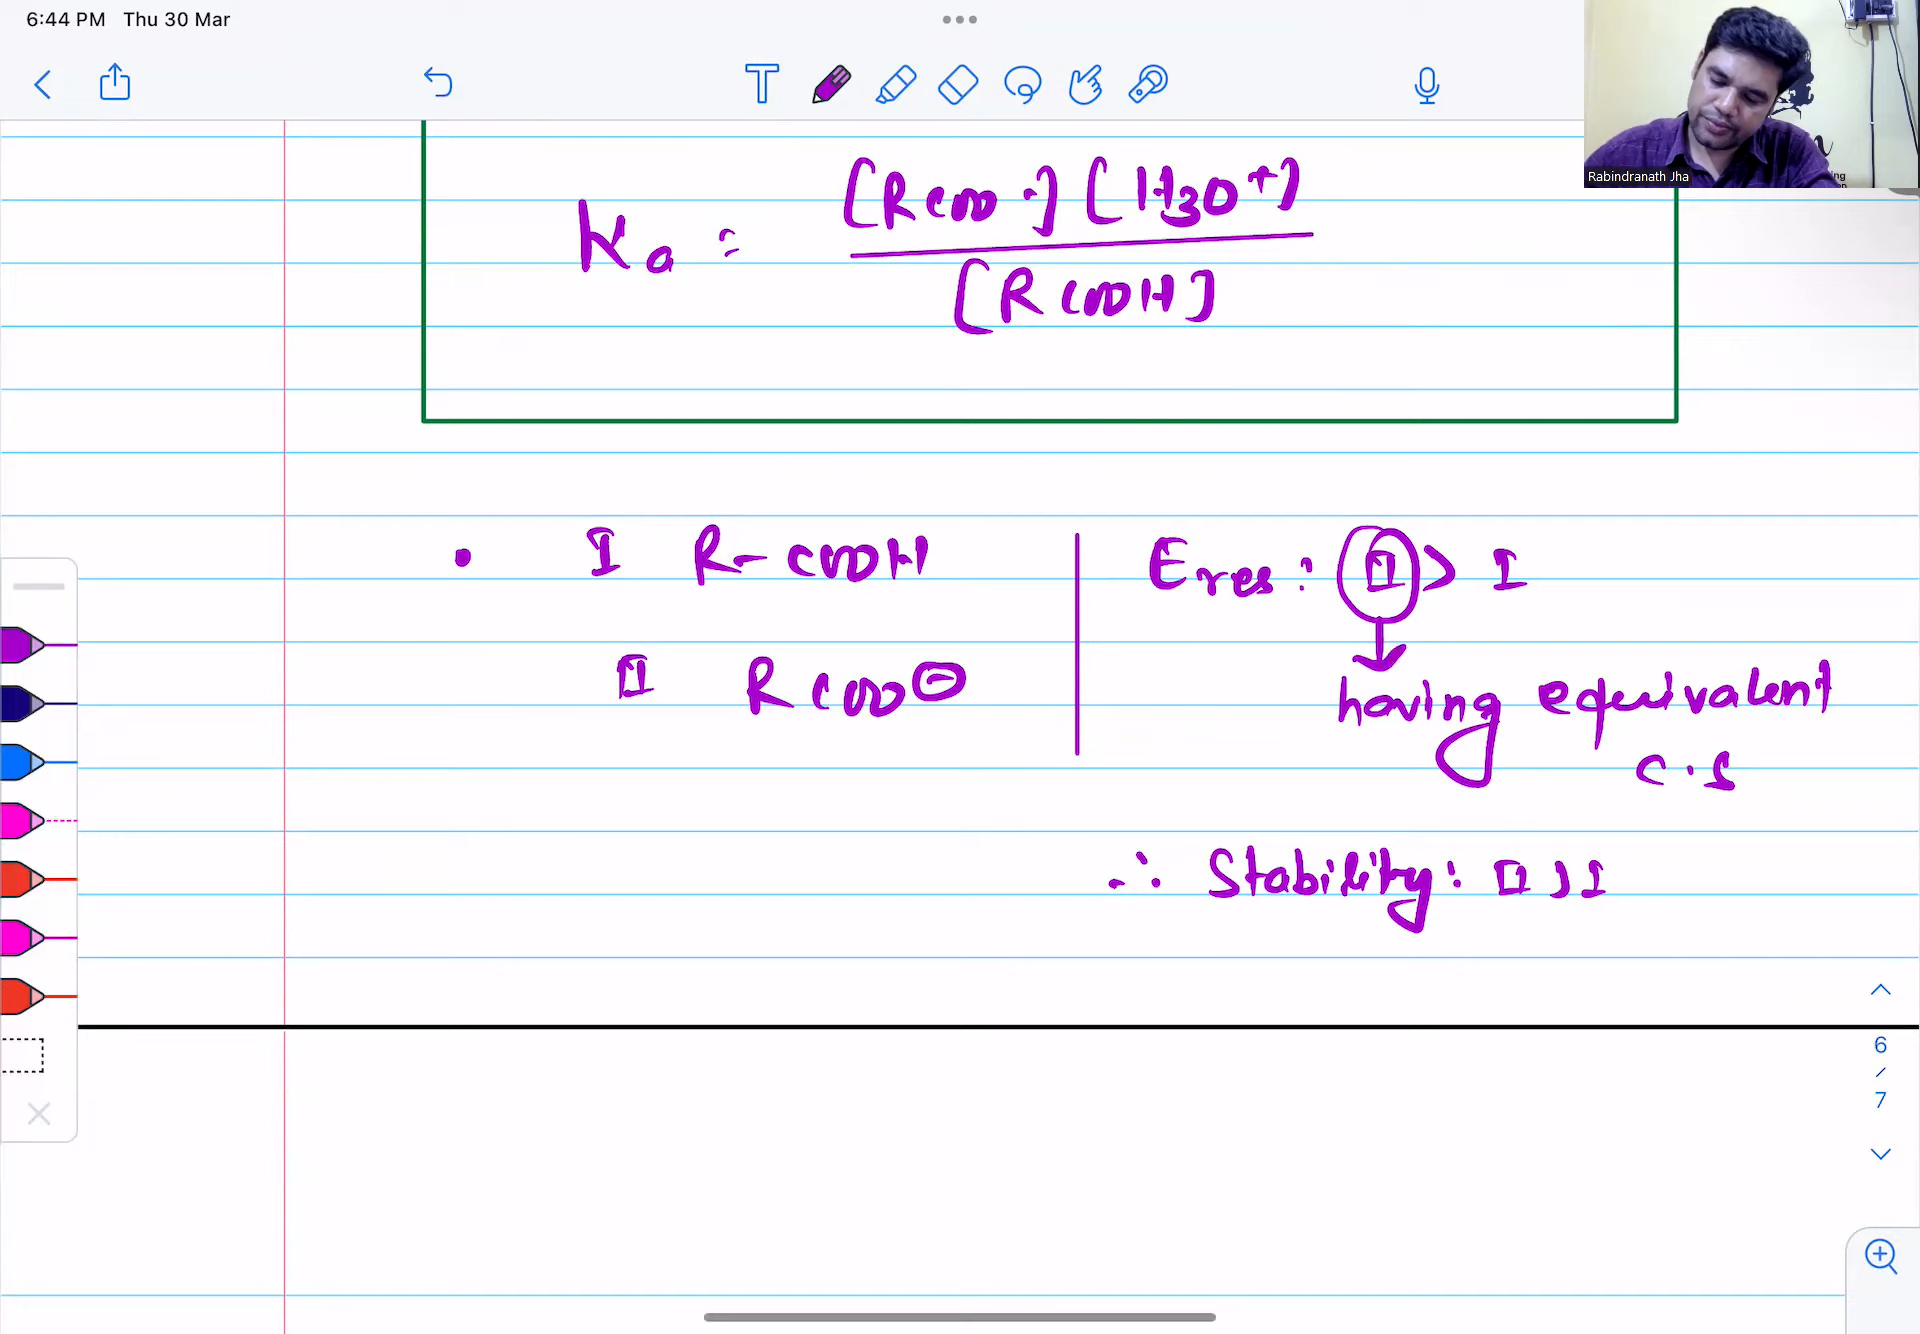 6:44 PM Thu 30 Mar
Rabindranath Jha
Ka = [RCOO-] [H3O+]
[RCOOH]
• I R-COOH
Eres: II > I
II RCOO⊖
having equivalent
C.S
∴ Stability: II > I
6
/
7